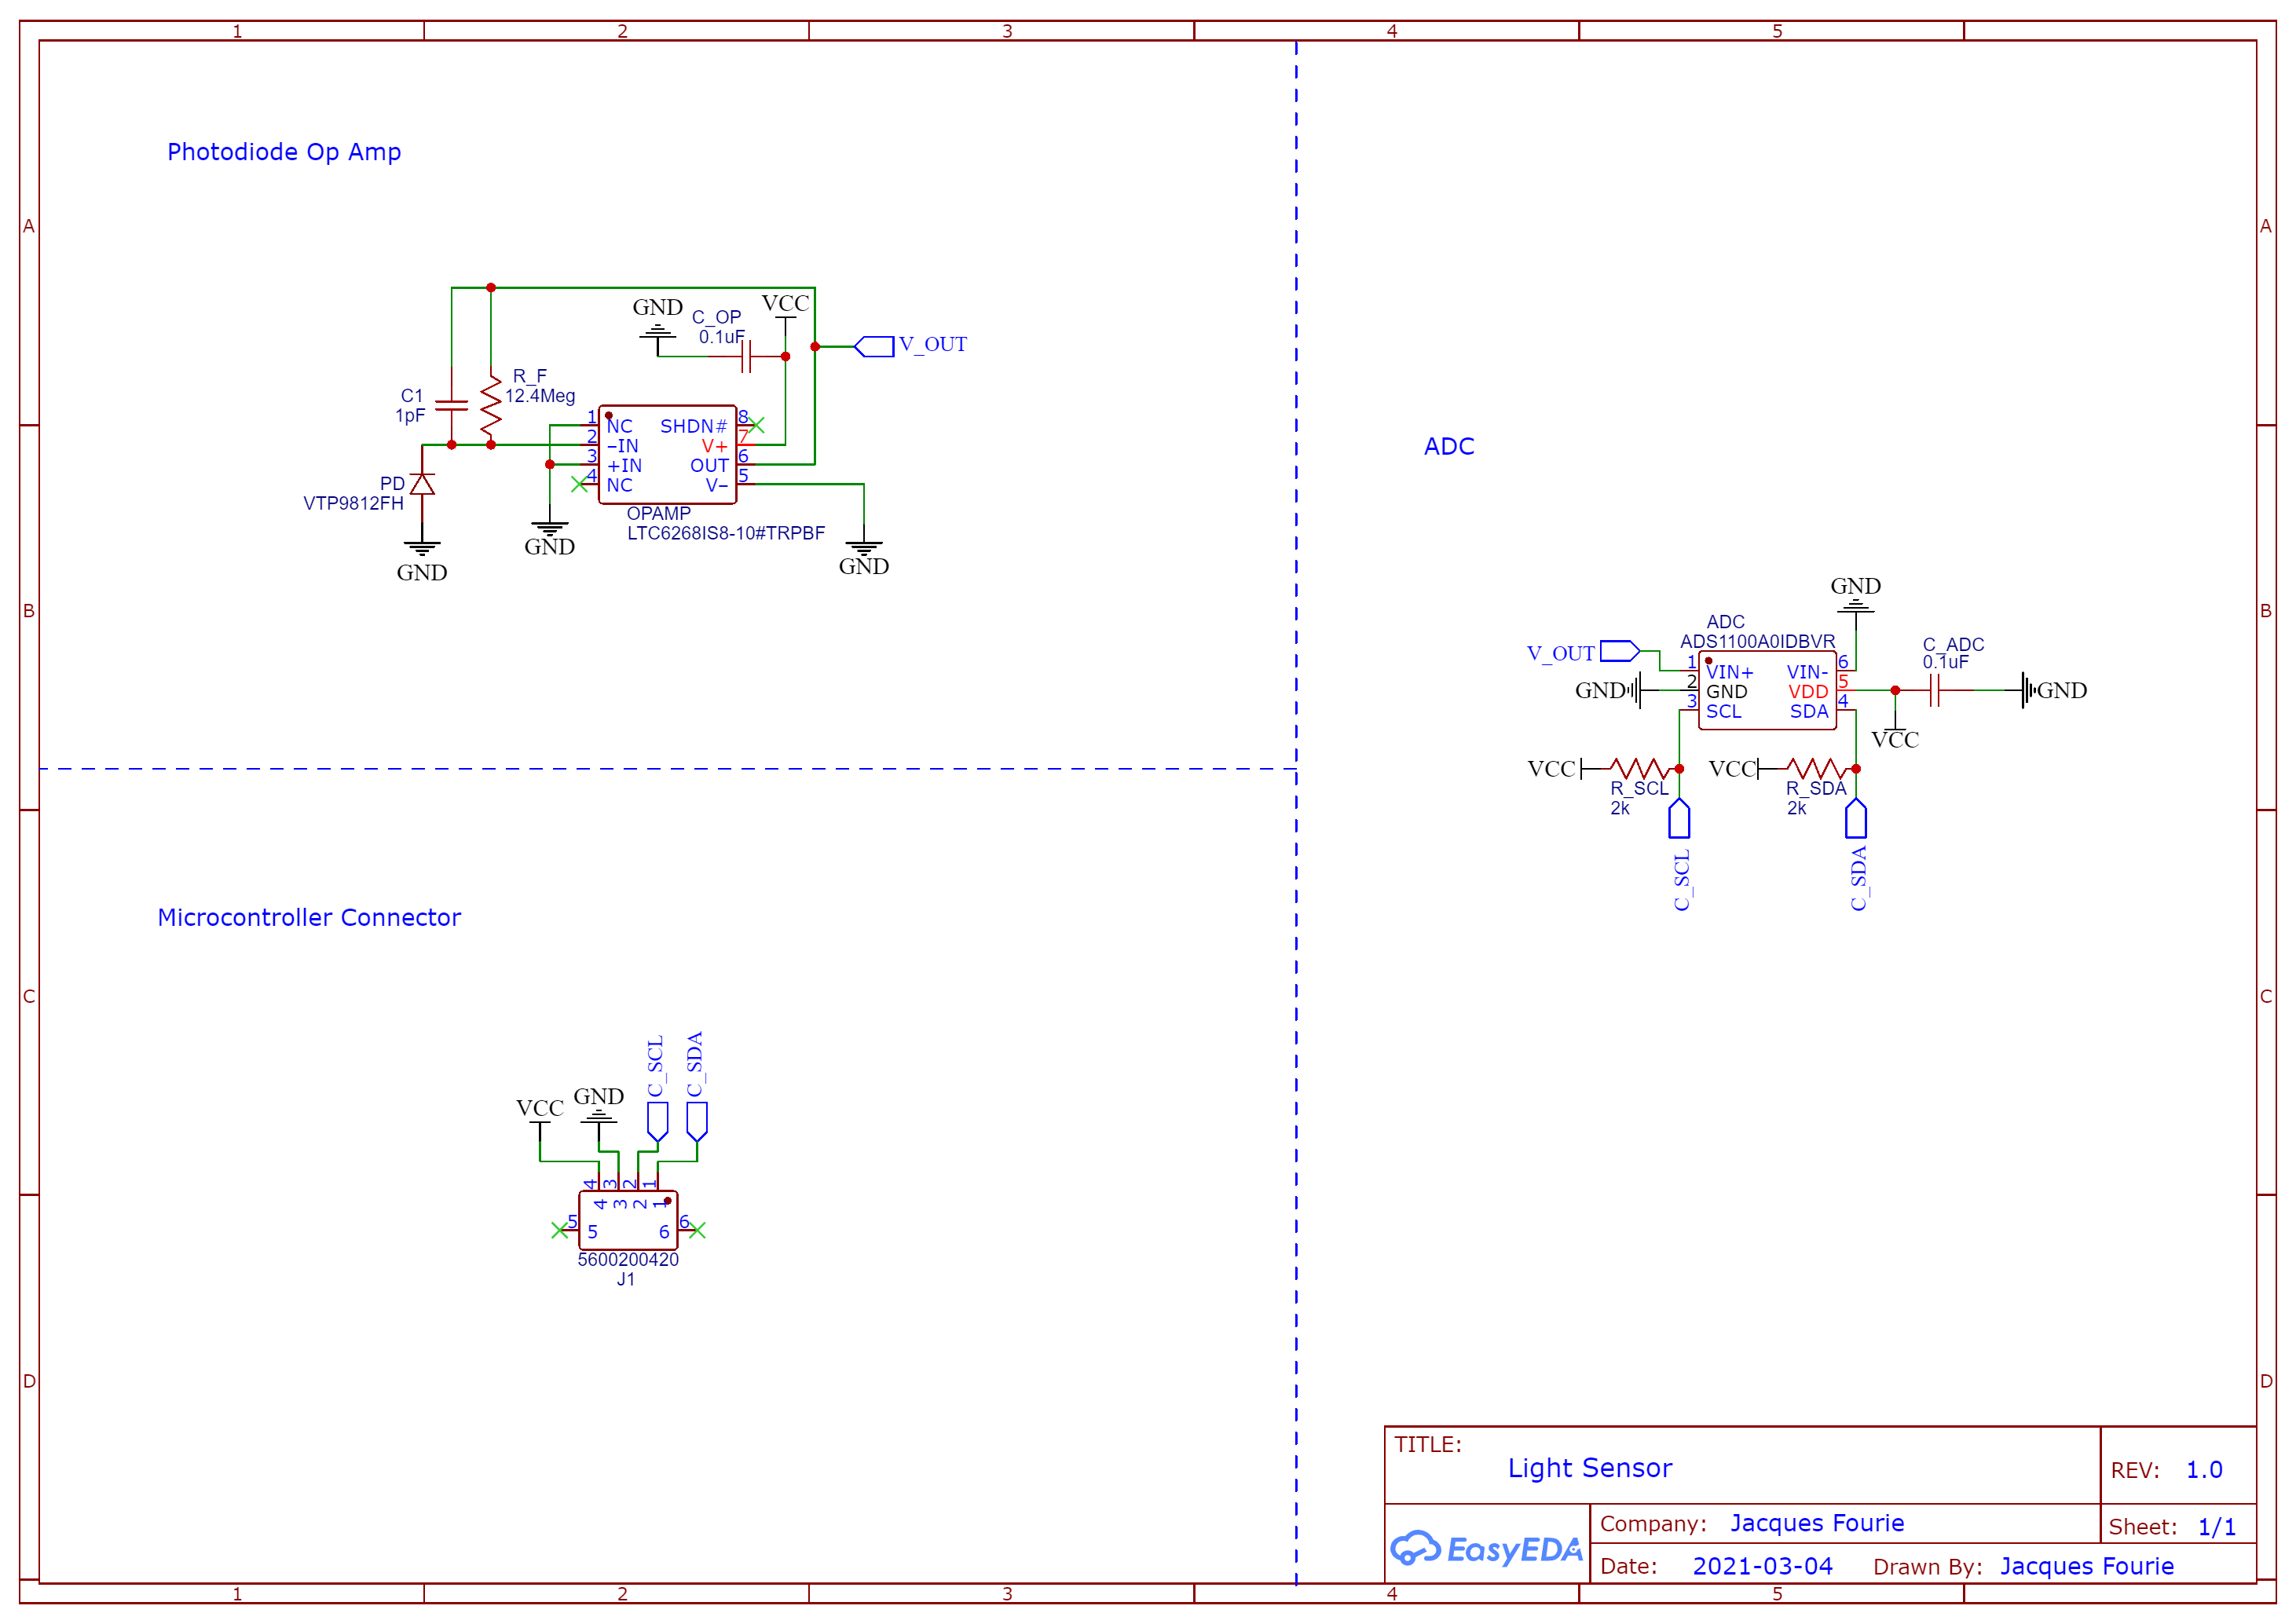 1 2 3 4 5
A A
B B
C C
D D
Photodiode Op Amp
GND
C_OP
0.1uF
VCC
V_OUT
R_F
12.4Meg
C1
1pF
1 NC SHDN# 8
2 -IN V+ 7
3 +IN OUT 6
4 NC V- 5
PD
VTP9812FH
OPAMP
LTC6268IS8-10#TRPBF
GND
GND
GND
ADC
GND
ADC
ADS1100A0IDBVR
C_ADC
0.1uF
V_OUT
1 VIN+ VIN- 6
GND 2 GND VDD 5 GND
3 SCL SDA 4
VCC
VCC VCC
R_SCL
2k
R_SDA
2k
C_SCL
C_SDA
Microcontroller Connector
C_SCL
C_SDA
VCC
GND
4 3 2 1
4 3 2 1
5 6
5 6
5600200420
J1
TITLE:
Light Sensor
REV: 1.0
EasyEDA
Company: Jacques Fourie
Sheet: 1/1
Date: 2021-03-04 Drawn By: Jacques Fourie
1 2 3 4 5